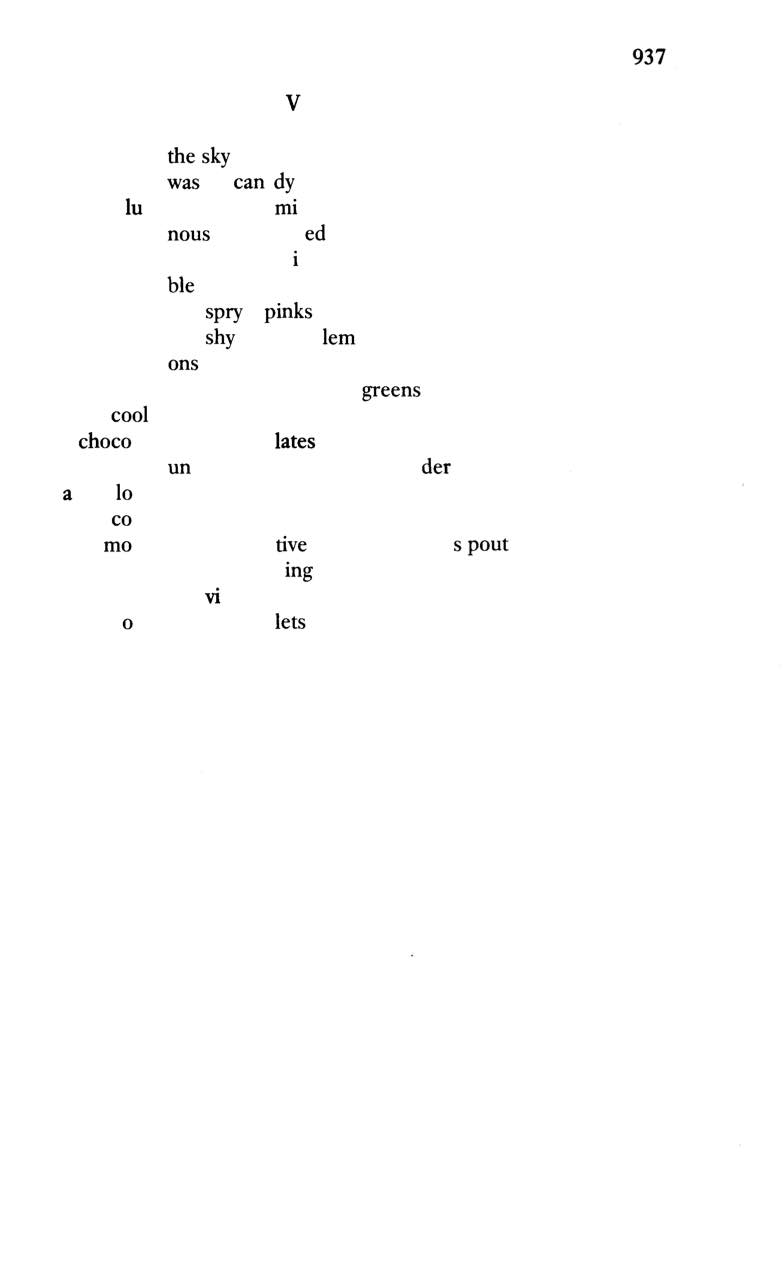 937
V
the sky
was can dy
lu mi
nous ed
i
ble
spry pinks
shy lem
ons
greens
cool
choco lates
un der
a lo
co
mo tive s pout
ing
vi
o lets